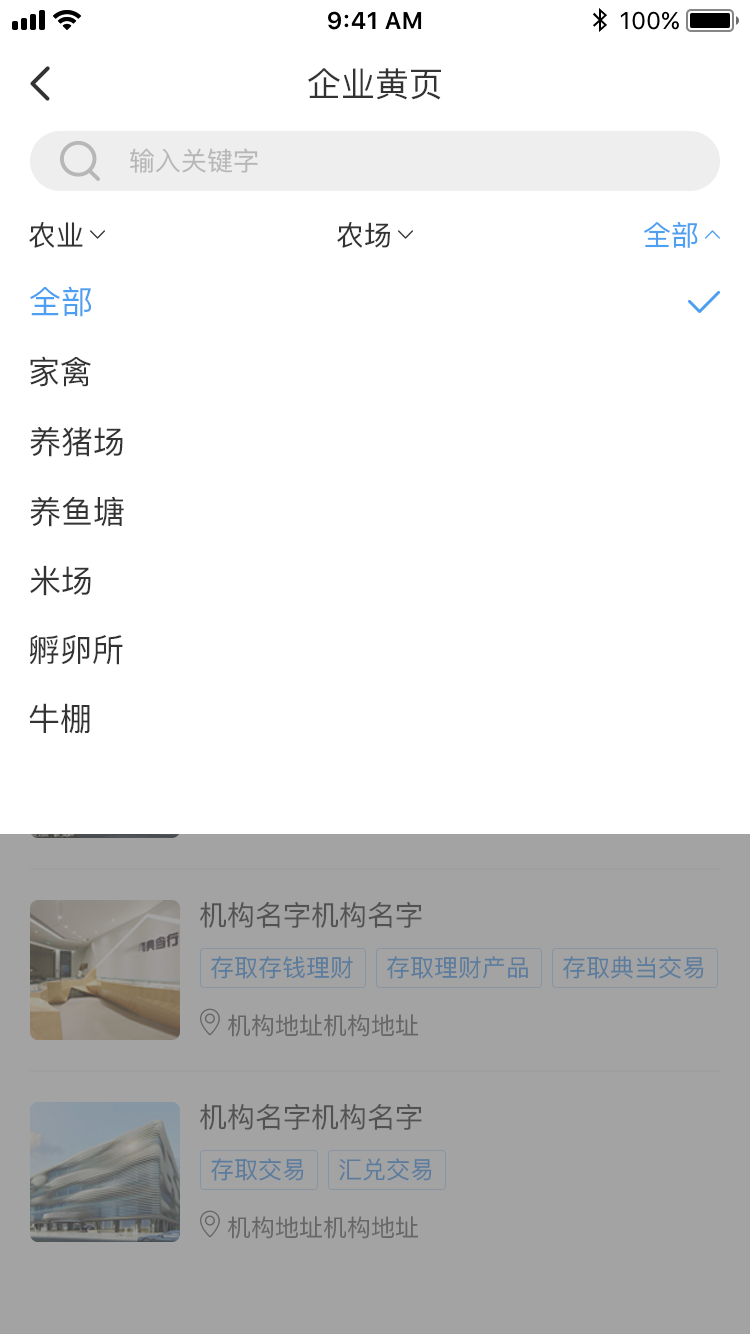 9:41 AM 100%
企业黄页
输入关键字
农业 农场 全部
全部
家禽
养猪场
养鱼塘
米场
孵卵所
牛棚
机构名字机构名字
存取存钱理财 存取理财产品 存取典当交易
机构地址机构地址
机构名字机构名字
存取交易 汇兑交易
机构地址机构地址